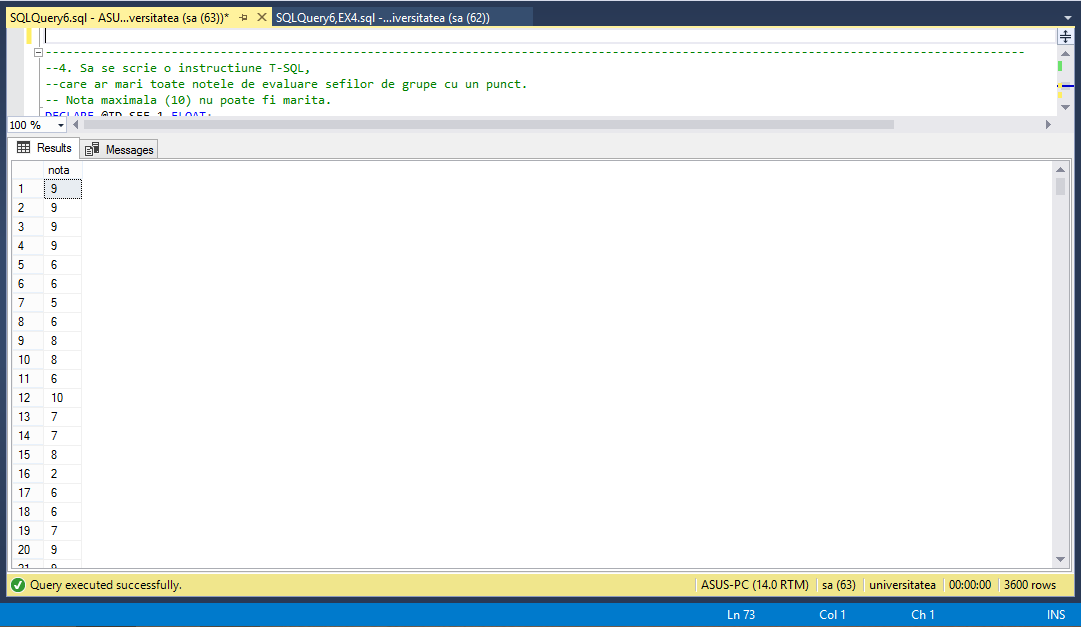 SQLQuery6.sql - ASU...versitatea (sa (63))* SQLQuery6,EX4.sql -...iversitatea (sa (62))
--4. Sa se scrie o instructiune T-SQL,
--care ar mari toate notele de evaluare sefilor de grupe cu un punct.
-- Nota maximala (10) nu poate fi marita.
DECLARE @ID_SEF_1 FLOAT;
100 %
Results Messages
nota
1 9
2 9
3 9
4 9
5 6
6 6
7 5
8 6
9 8
10 8
11 6
12 10
13 7
14 7
15 8
16 2
17 6
18 6
19 7
20 9
21 9
Query executed successfully. ASUS-PC (14.0 RTM) sa (63) universitatea 00:00:00 3600 rows
Ln 73 Col 1 Ch 1 INS